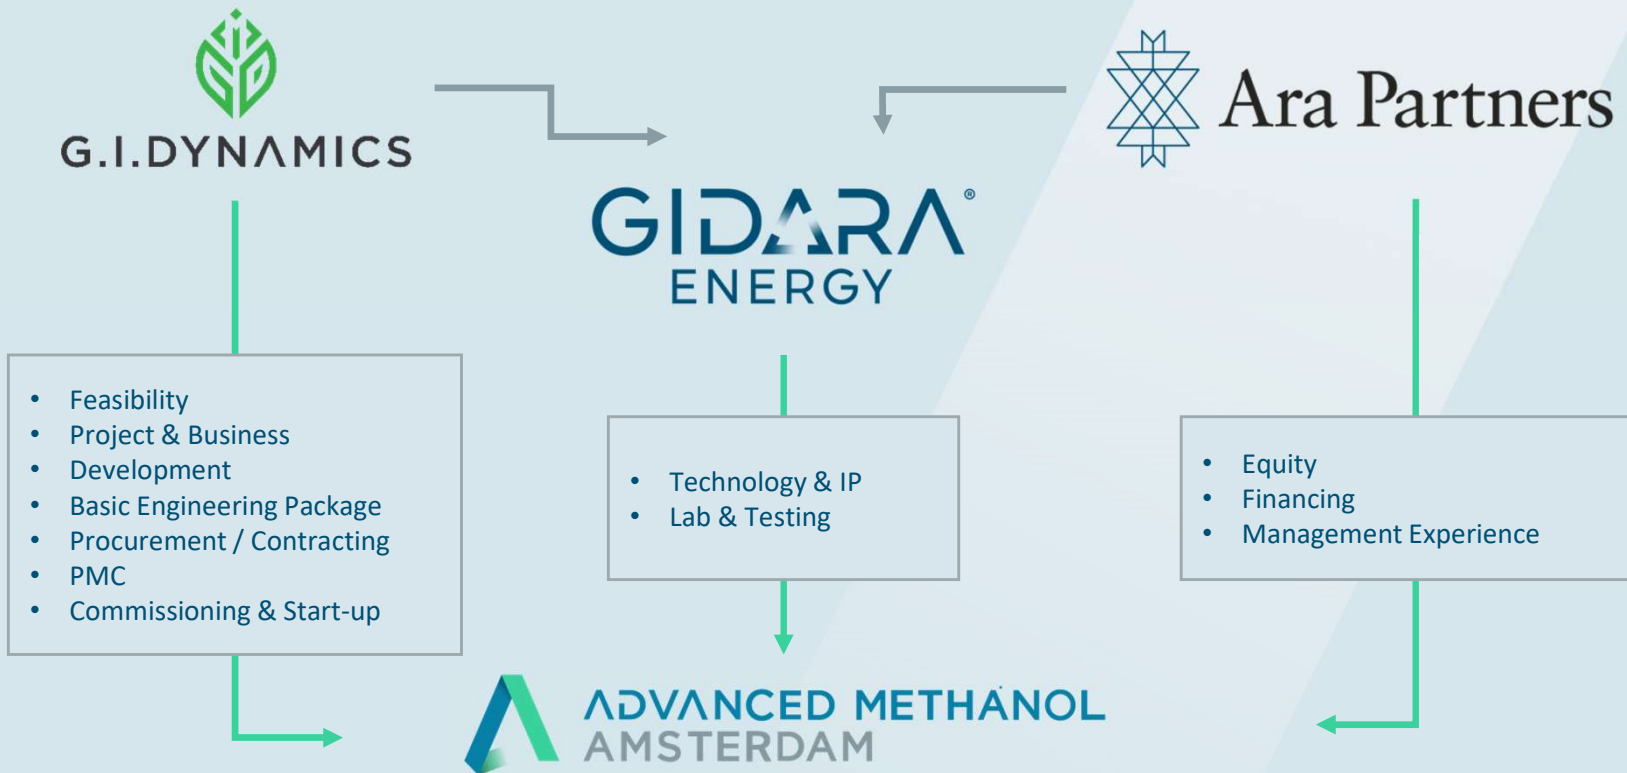 G.I.DYNAMICS
Ara Partners
GIDARA®
ENERGY
• Feasibility
• Project & Business
• Development
• Basic Engineering Package
• Procurement / Contracting
• PMC
• Commissioning & Start-up
• Technology & IP
• Lab & Testing
• Equity
• Financing
• Management Experience
ADVANCED METHANOL
AMSTERDAM